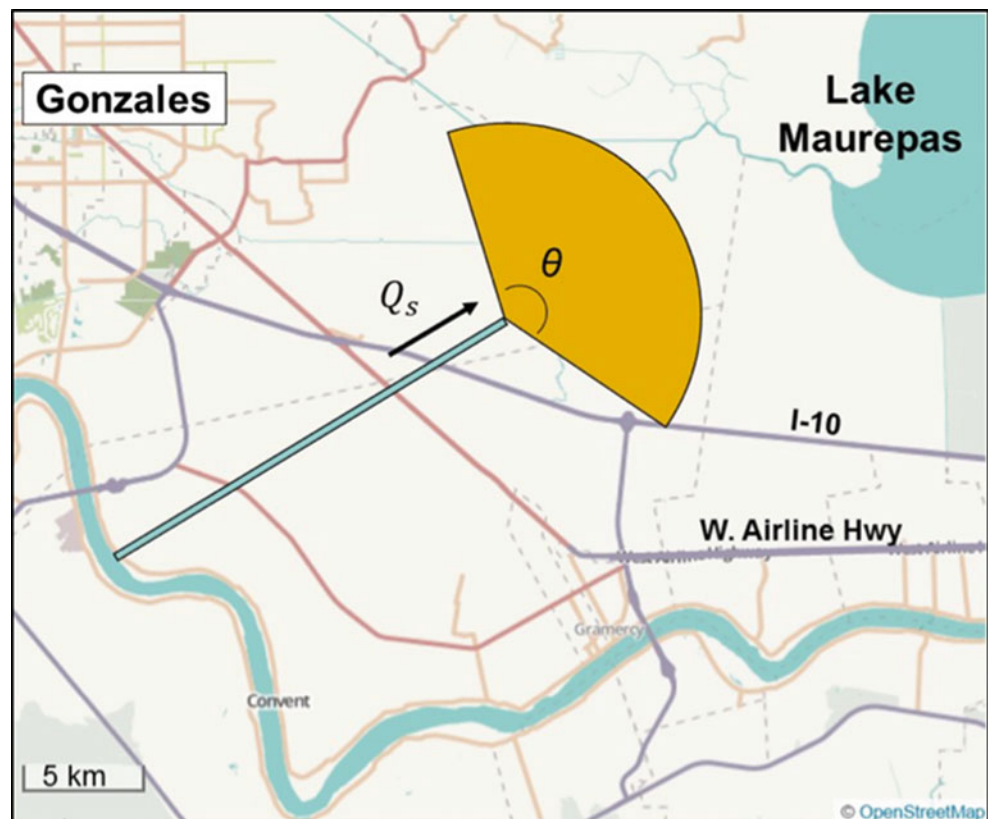 Gonzales
Lake
Maurepas
θ
Qₛ
I-10
W. Airline Hwy
Gramercy
Convent
5 km
© OpenStreetMap